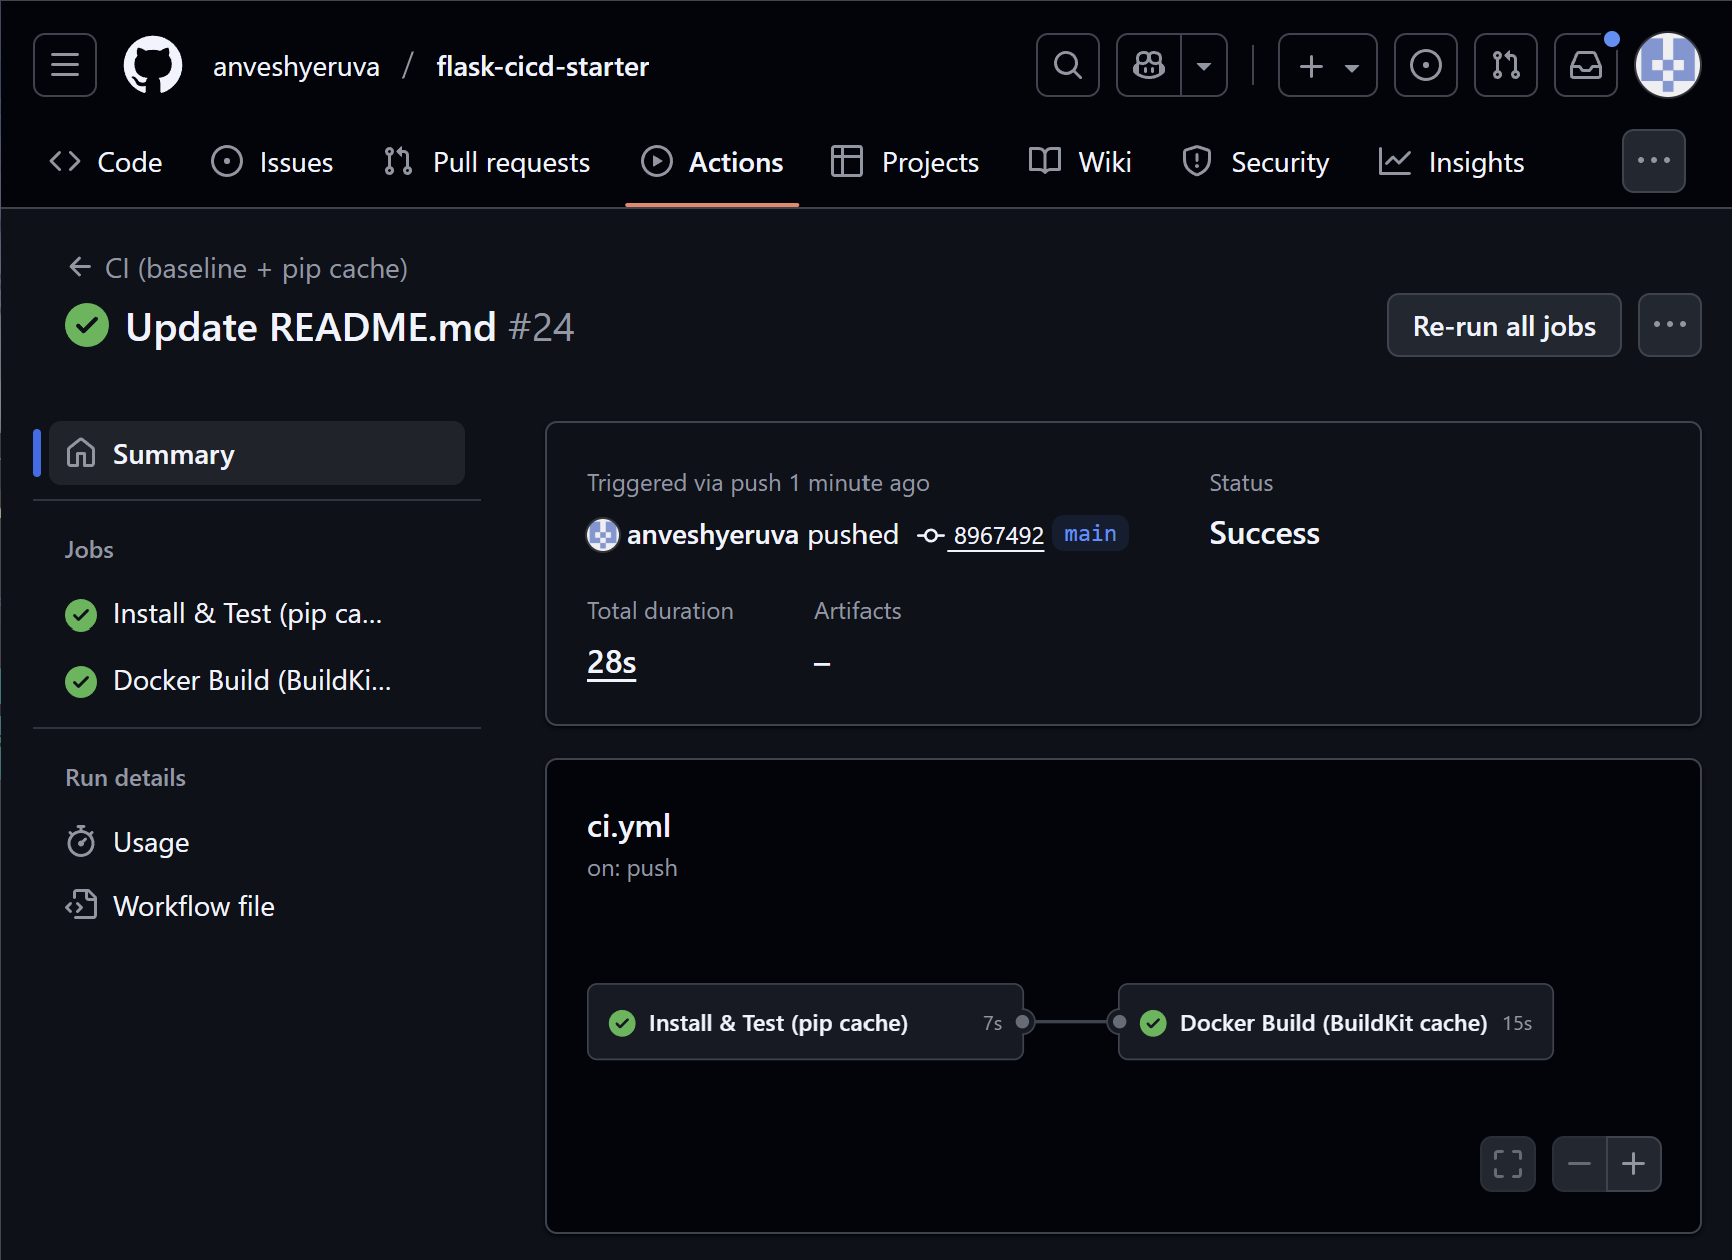 anveshyeruva / flask-cicd-starter
Code Issues Pull requests Actions Projects Wiki Security Insights
CI (baseline + pip cache)
Update README.md #24
Re-run all jobs
Summary
Jobs
Install & Test (pip ca...
Docker Build (BuildKi...
Run details
Usage
Workflow file
Triggered via push 1 minute ago
anveshyeruva pushed 8967492 main
Status
Success
Total duration
28s
Artifacts
–
ci.yml
on: push
Install & Test (pip cache) 7s
Docker Build (BuildKit cache) 15s